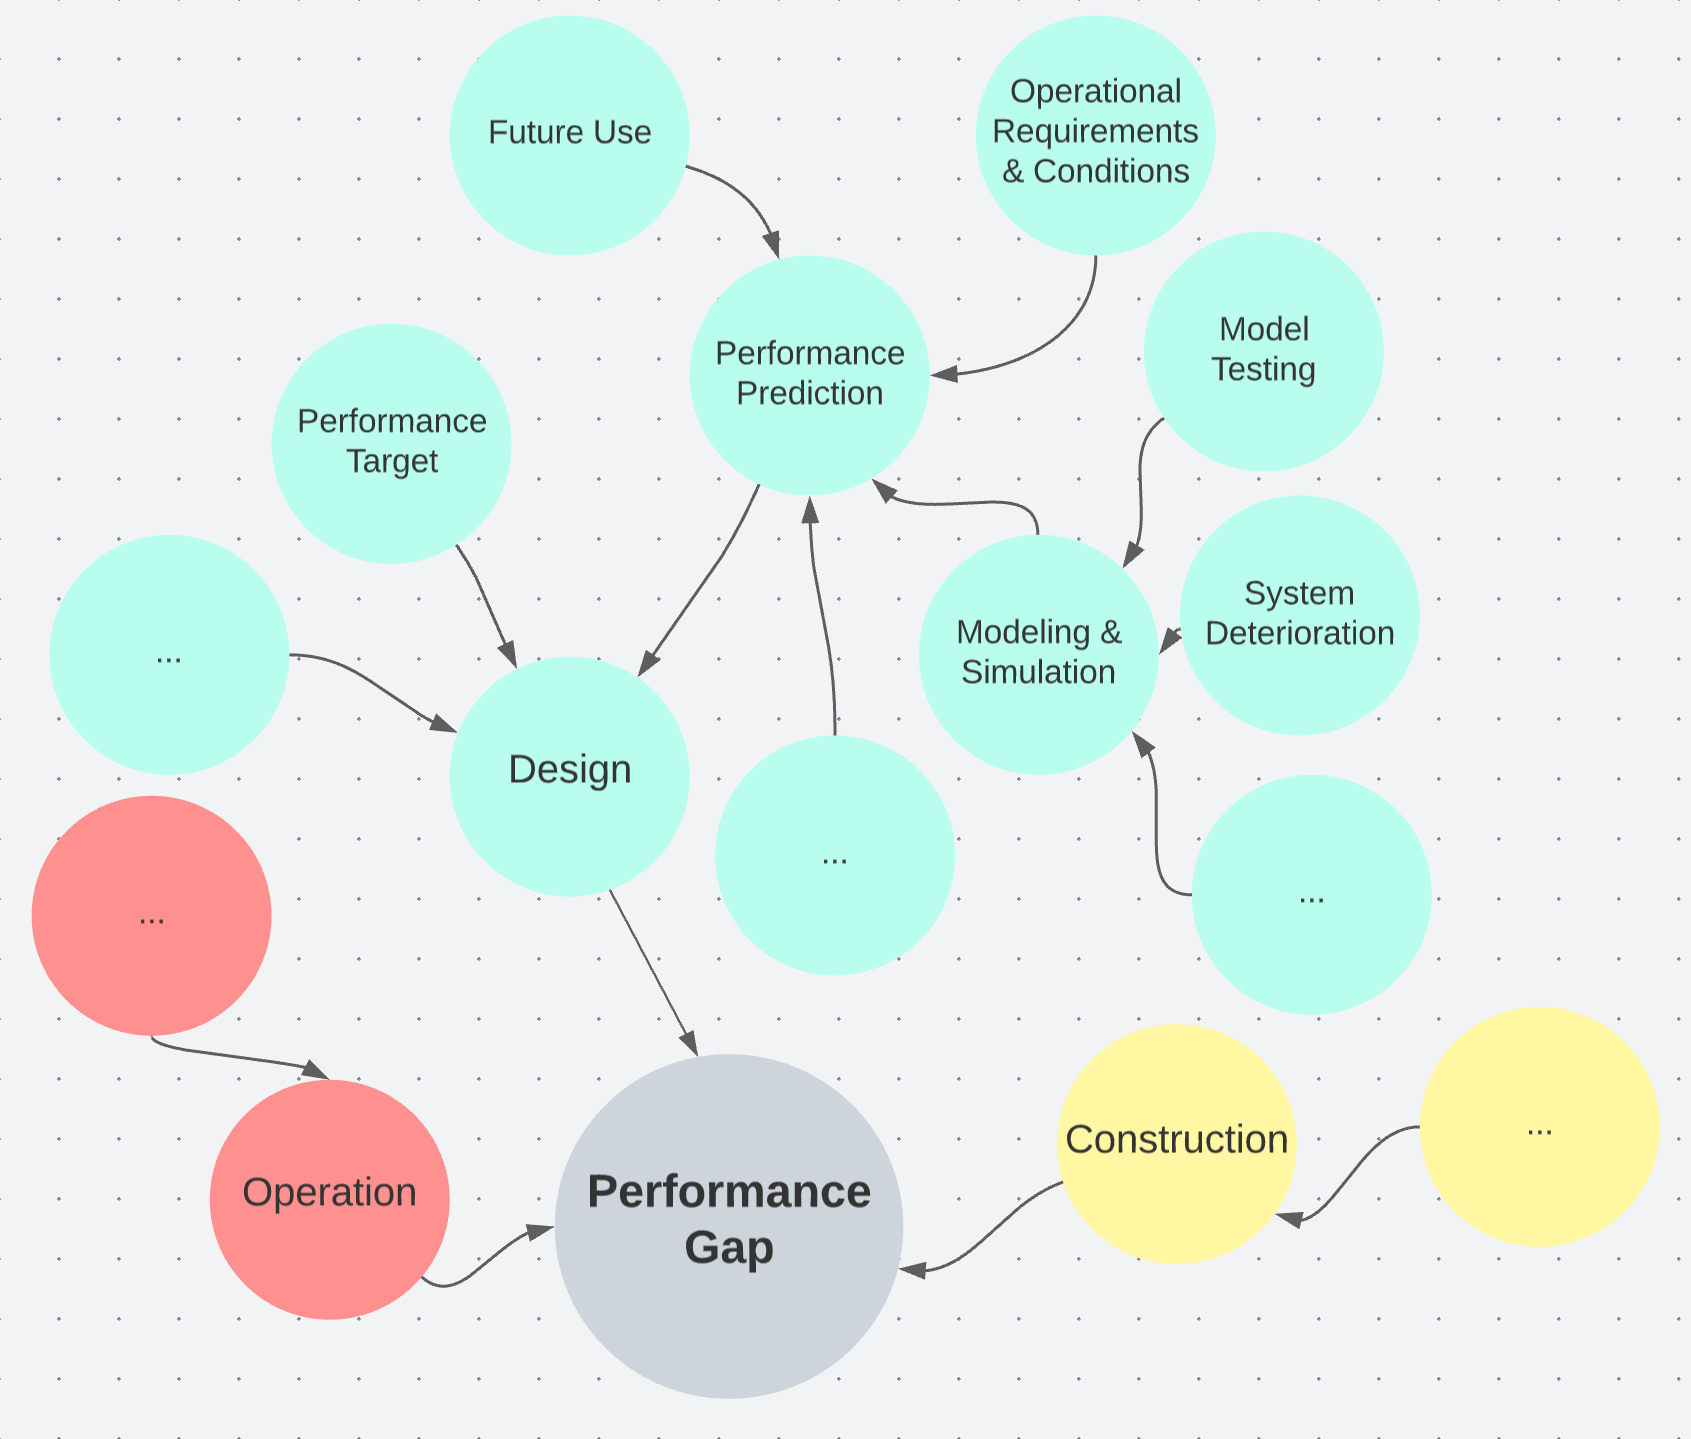 Future Use
Operational
Requirements
& Conditions
Performance
Prediction
Model
Testing
Performance
Target
System
Deterioration
Modeling &
Simulation
...
Design
...
...
...
Operation
Performance
Gap
Construction
...